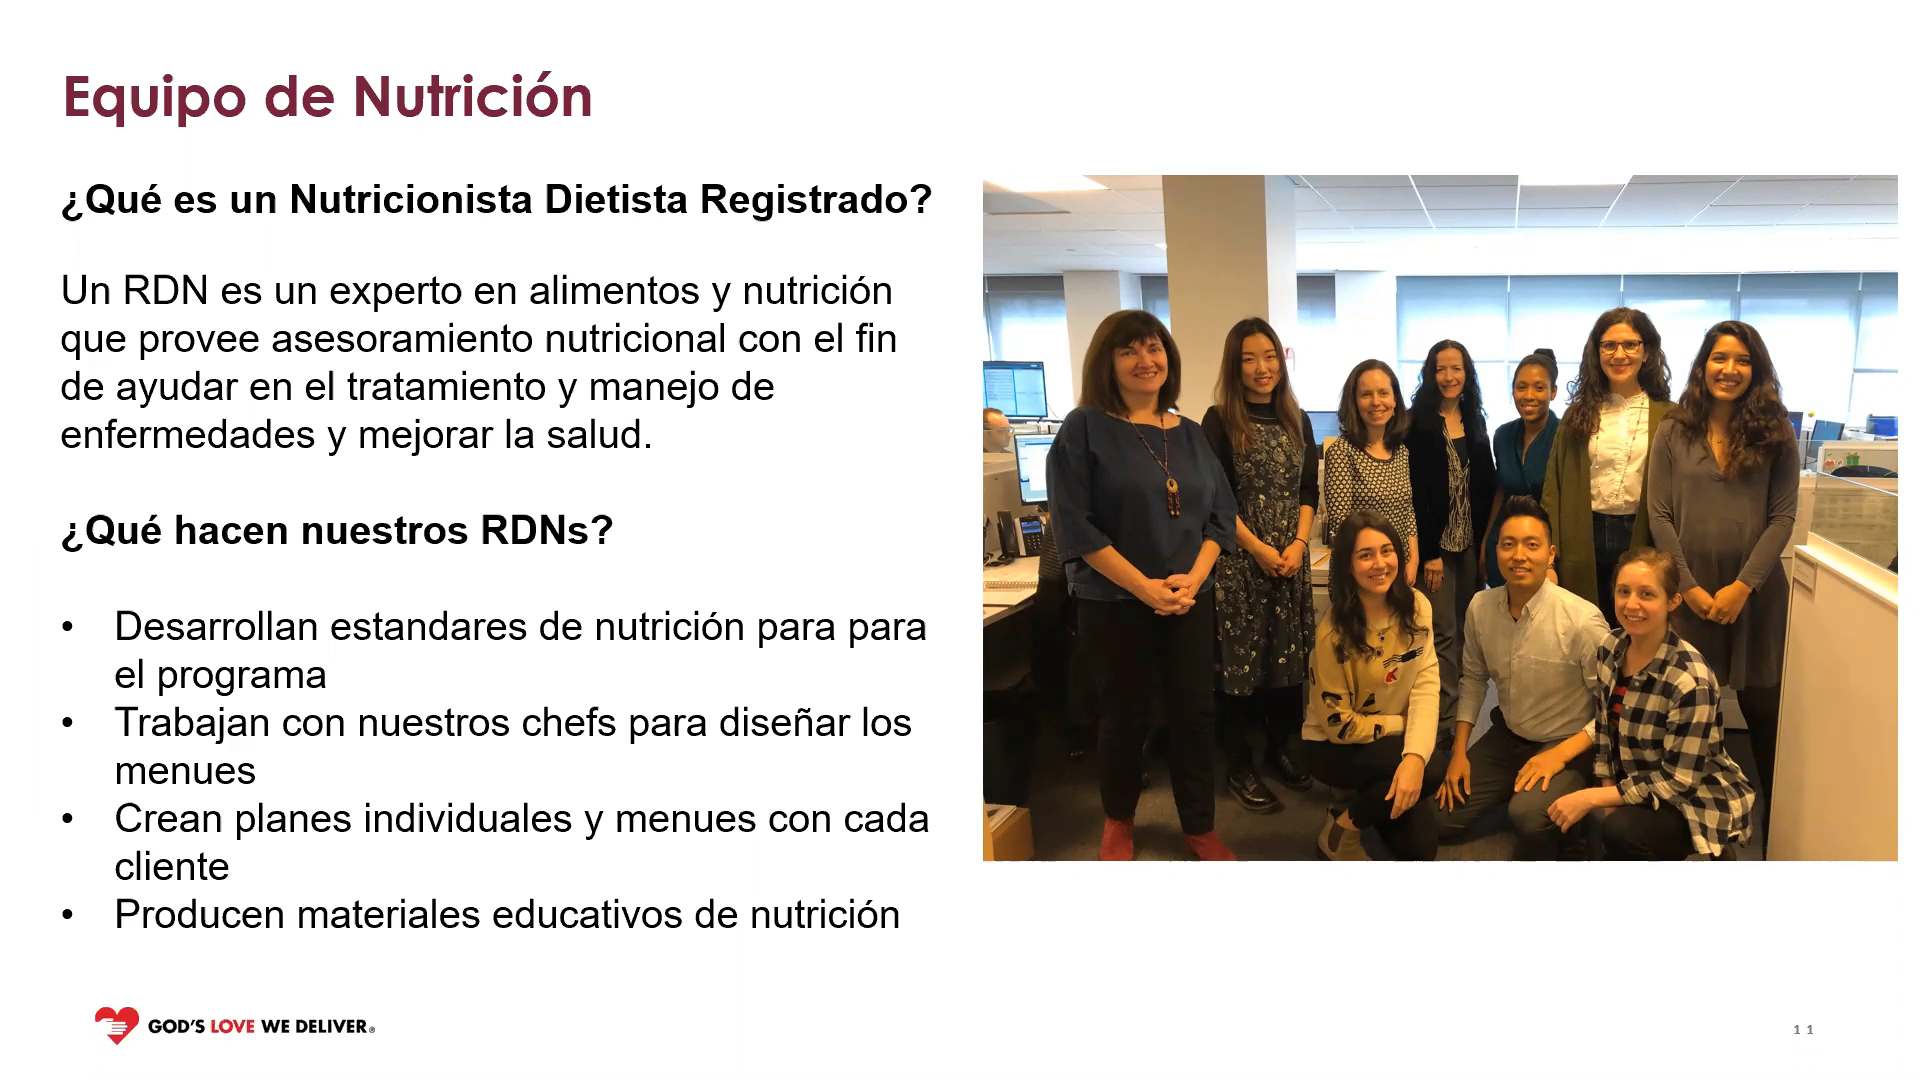 Equipo de Nutrición
¿Qué es un Nutricionista Dietista Registrado?
Un RDN es un experto en alimentos y nutrición
que provee asesoramiento nutricional con el fin
de ayudar en el tratamiento y manejo de
enfermedades y mejorar la salud.
¿Qué hacen nuestros RDNs?
• Desarrollan estandares de nutrición para para
el programa
• Trabajan con nuestros chefs para diseñar los
menues
• Crean planes individuales y menues con cada
cliente
• Producen materiales educativos de nutrición
GOD'S LOVE WE DELIVER®
11